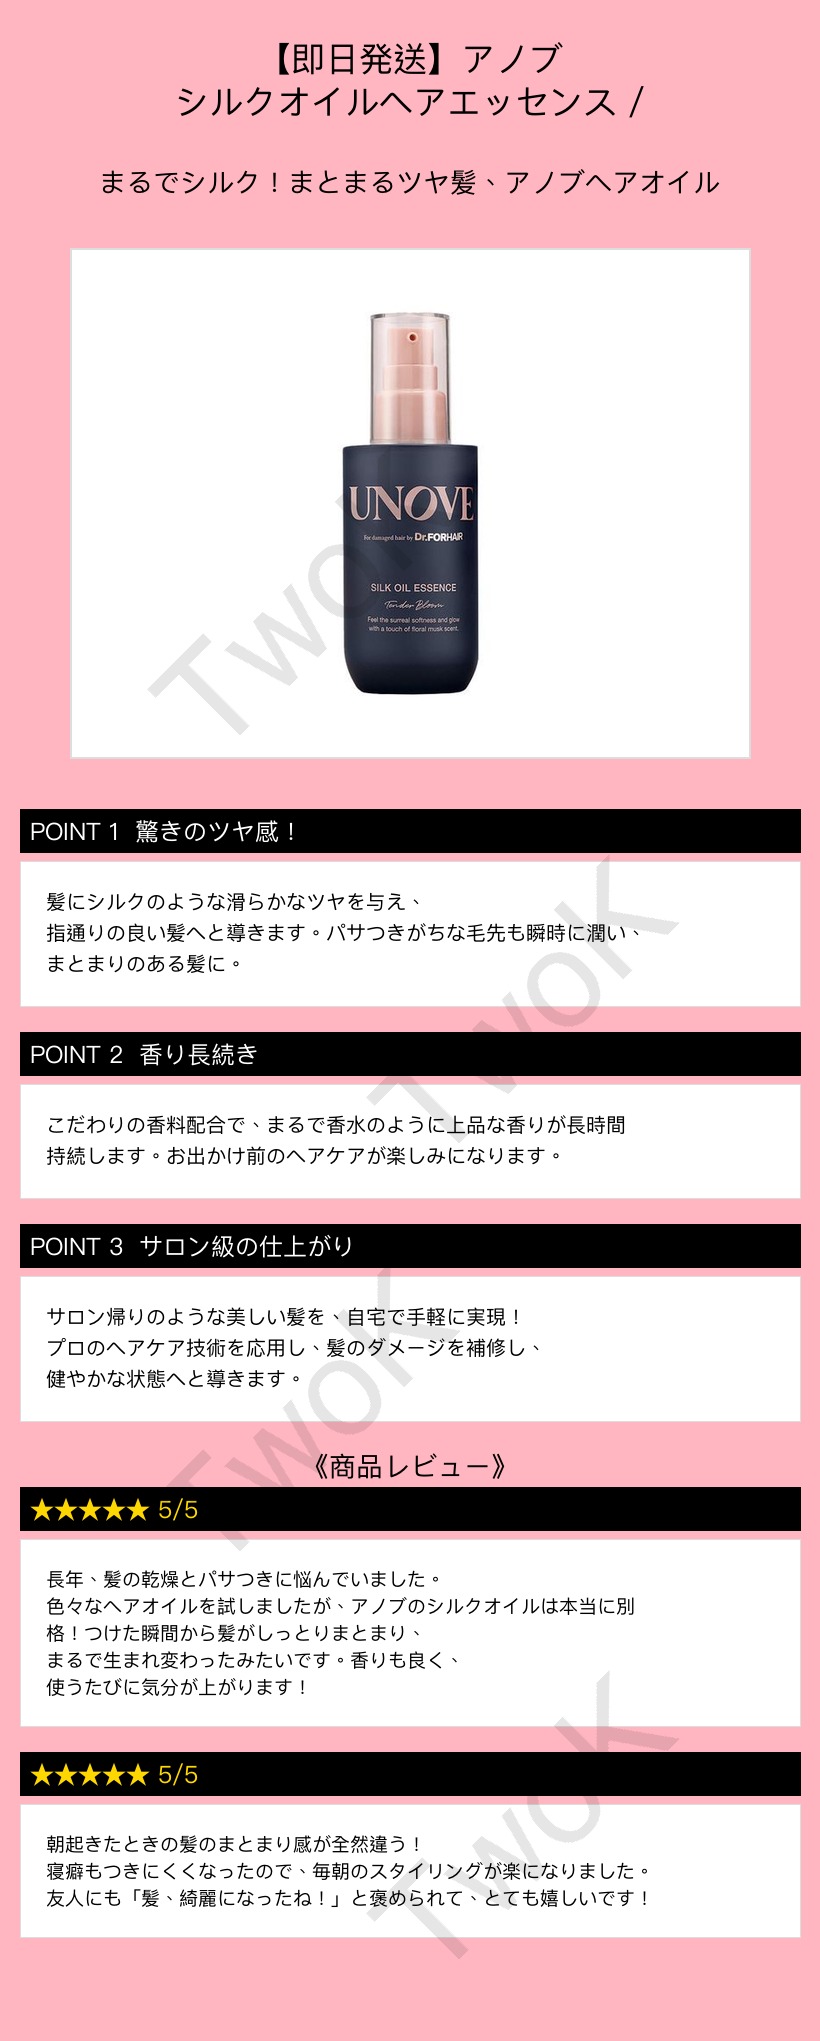 【即日発送】アノブ
シルクオイルヘアエッセンス /
まるでシルク！まとまるツヤ髪、アノブヘアオイル
UNOVE
For damaged hair by Dr.FORHAIR
SILK OIL ESSENCE
Tender Bloom
Feel the surreal softness and glow
with a touch of floral musk scent.
TwoK
POINT 1 驚きのツヤ感！
髪にシルクのような滑らかなツヤを与え、
指通りの良い髪へと導きます。パサつきがちな毛先も瞬時に潤い、
まとまりのある髪に。
TwoK
POINT 2 香り長続き
こだわりの香料配合で、まるで香水のように上品な香りが長時間
持続します。お出かけ前のヘアケアが楽しみになります。
POINT 3 サロン級の仕上がり
サロン帰りのような美しい髪を、自宅で手軽に実現！
プロのヘアケア技術を応用し、髪のダメージを補修し、
健やかな状態へと導きます。
TwoK
《商品レビュー》
★★★★★ 5/5
長年、髪の乾燥とパサつきに悩んでいました。
色々なヘアオイルを試しましたが、アノブのシルクオイルは本当に別
格！つけた瞬間から髪がしっとりまとまり、
まるで生まれ変わったみたいです。香りも良く、
使うたびに気分が上がります！
★★★★★ 5/5
朝起きたときの髪のまとまり感が全然違う！
寝癖もつきにくくなったので、毎朝のスタイリングが楽になりました。
友人にも「髪、綺麗になったね！」と褒められて、とても嬉しいです！
TwoK